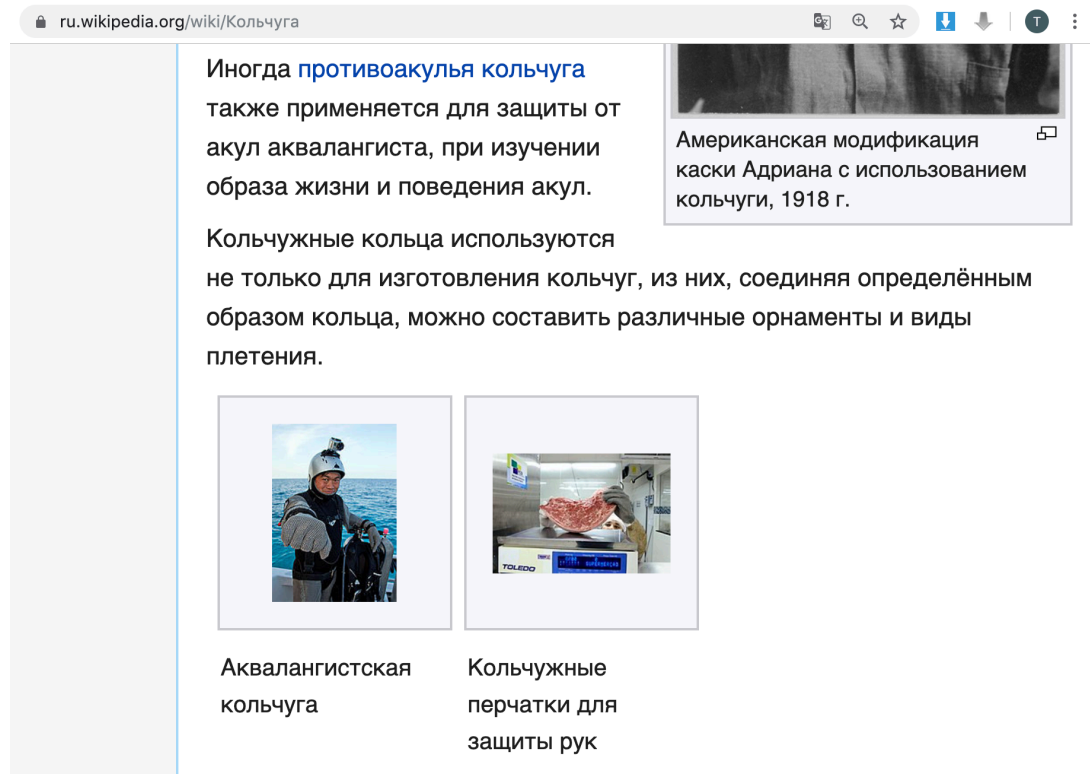 ru.wikipedia.org/wiki/Кольчуга
T
Иногда противоакулья кольчуга
также применяется для защиты от
акул аквалангиста, при изучении
образа жизни и поведения акул.
Американская модификация
каски Адриана с использованием
кольчуги, 1918 г.
Кольчужные кольца используются
не только для изготовления кольчуг, из них, соединяя определённым
образом кольца, можно составить различные орнаменты и виды
плетения.
TOLEDO
Аквалангистская
кольчуга
Кольчужные
перчатки для
защиты рук